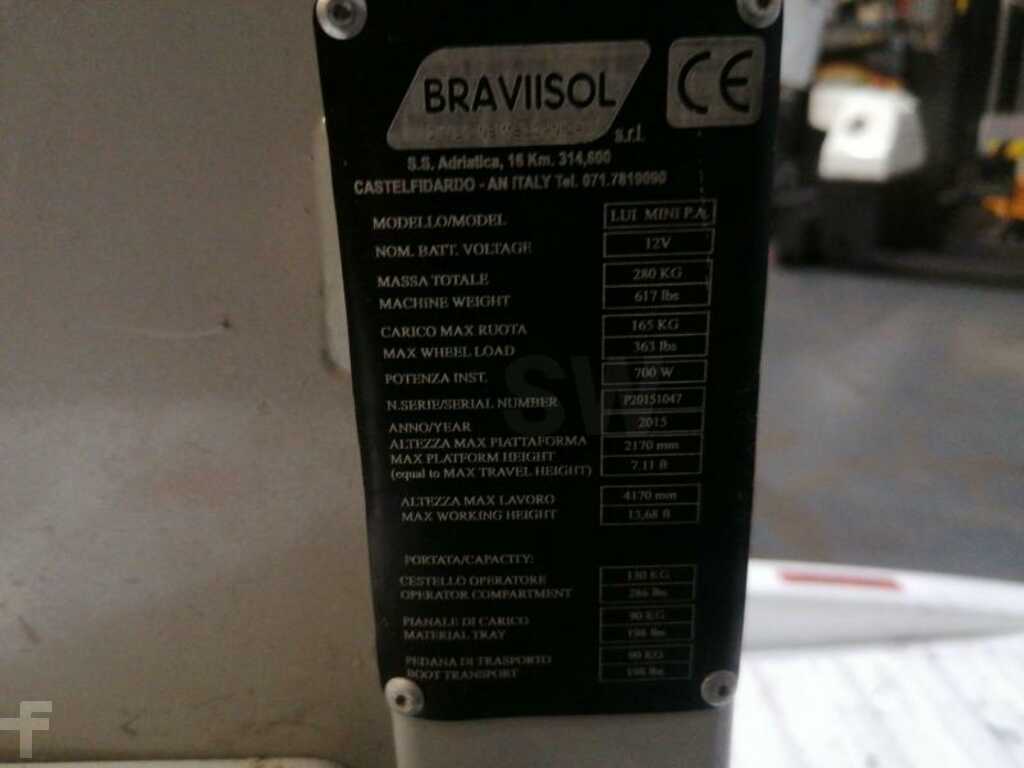 BRAVIISOL
CE
s.r.l.
S.S. Adriatica, 16 Km. 314,600
CASTELFIDARDO - AN ITALY Tel. 071.7819090
MODELLO/MODEL LUI MINI P.A.
NOM. BATT. VOLTAGE 12V
MASSA TOTALE 280 KG
MACHINE WEIGHT 617 lbs
CARICO MAX RUOTA 165 KG
MAX WHEEL LOAD 363 lbs
POTENZA INST. 700 W
N.SERIE/SERIAL NUMBER P20151047
ANNO/YEAR 2015
ALTEZZA MAX PIATTAFORMA 2170 mm
MAX PLATFORM HEIGHT 7.11 ft
(equal to MAX TRAVEL HEIGHT)
ALTEZZA MAX LAVORO 4170 mm
MAX WORKING HEIGHT 13,68 ft
PORTATA/CAPACITY:
CESTELLO OPERATORE 130 KG
OPERATOR COMPARTMENT 286 lbs
PIANALE DI CARICO 90 KG
MATERIAL TRAY 198 lbs
PEDANA DI TRASPORTO 90 KG
BOOT TRANSPORT 198 lbs
SW
F